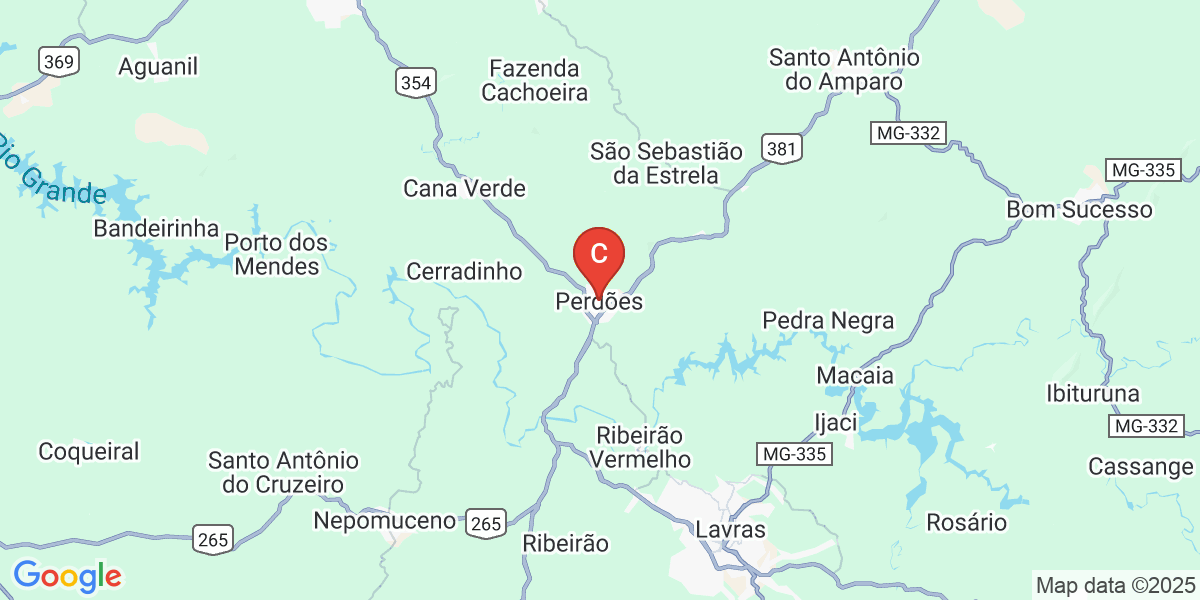 369
Aguanil
354
Fazenda
Cachoeira
Santo Antônio
do Amparo
MG-332
381
São Sebastião
da Estrela
MG-335
Rio Grande
Cana Verde
Bom Sucesso
Bandeirinha
Porto dos
Mendes
C
Cerradinho
Perdões
Pedra Negra
Macaia
Ibituruna
Ijaci
MG-332
Ribeirão
Vermelho
MG-335
Coqueiral
Santo Antônio
do Cruzeiro
Cassange
Nepomuceno
265
265
Lavras
Rosário
Ribeirão
Google
Map data ©2025